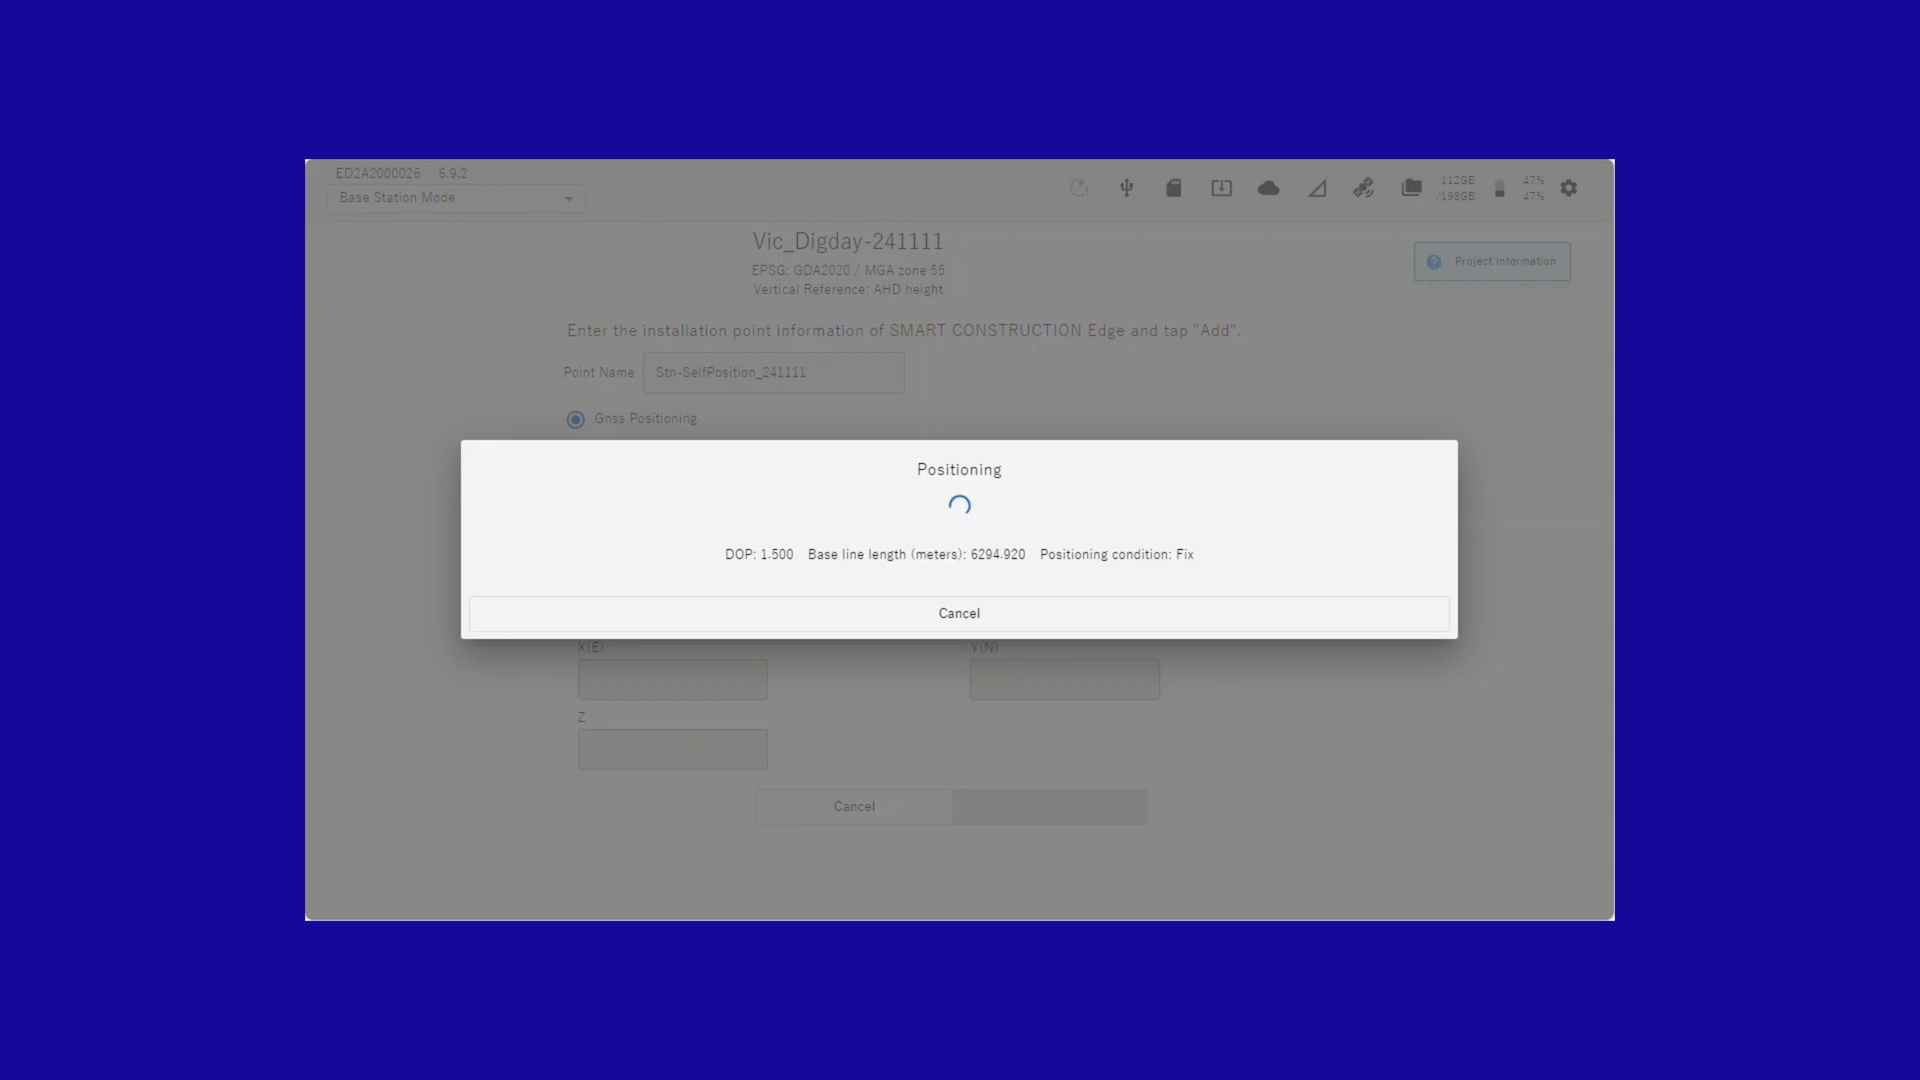 ED2A2000026 6.9.2
Base Station Mode
112GB
/198GB
47%
47%
Vic_Digday-241111
EPSG: GDA2020 / MGA zone 55
Vertical Reference: AHD height
Project information
Enter the installation point information of SMART CONSTRUCTION Edge and tap "Add".
Point Name Stn-SelfPosition_241111
Gnss Positioning
Positioning
DOP: 1.500 Base line length (meters): 6294.920 Positioning condition: Fix
Cancel
X(E) Y(N)
Z
Cancel